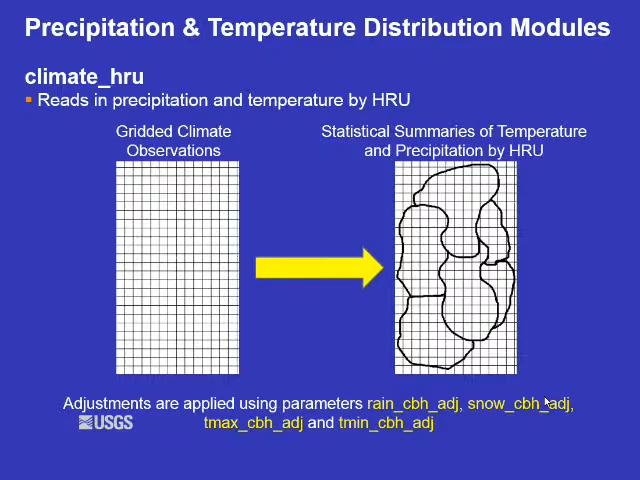 Precipitation & Temperature Distribution Modules
climate_hru
Reads in precipitation and temperature by HRU
Gridded Climate
Observations
Statistical Summaries of Temperature
and Precipitation by HRU
Adjustments are applied using parameters rain_cbh_adj, snow_cbh_adj,
tmax_cbh_adj and tmin_cbh_adj
USGS